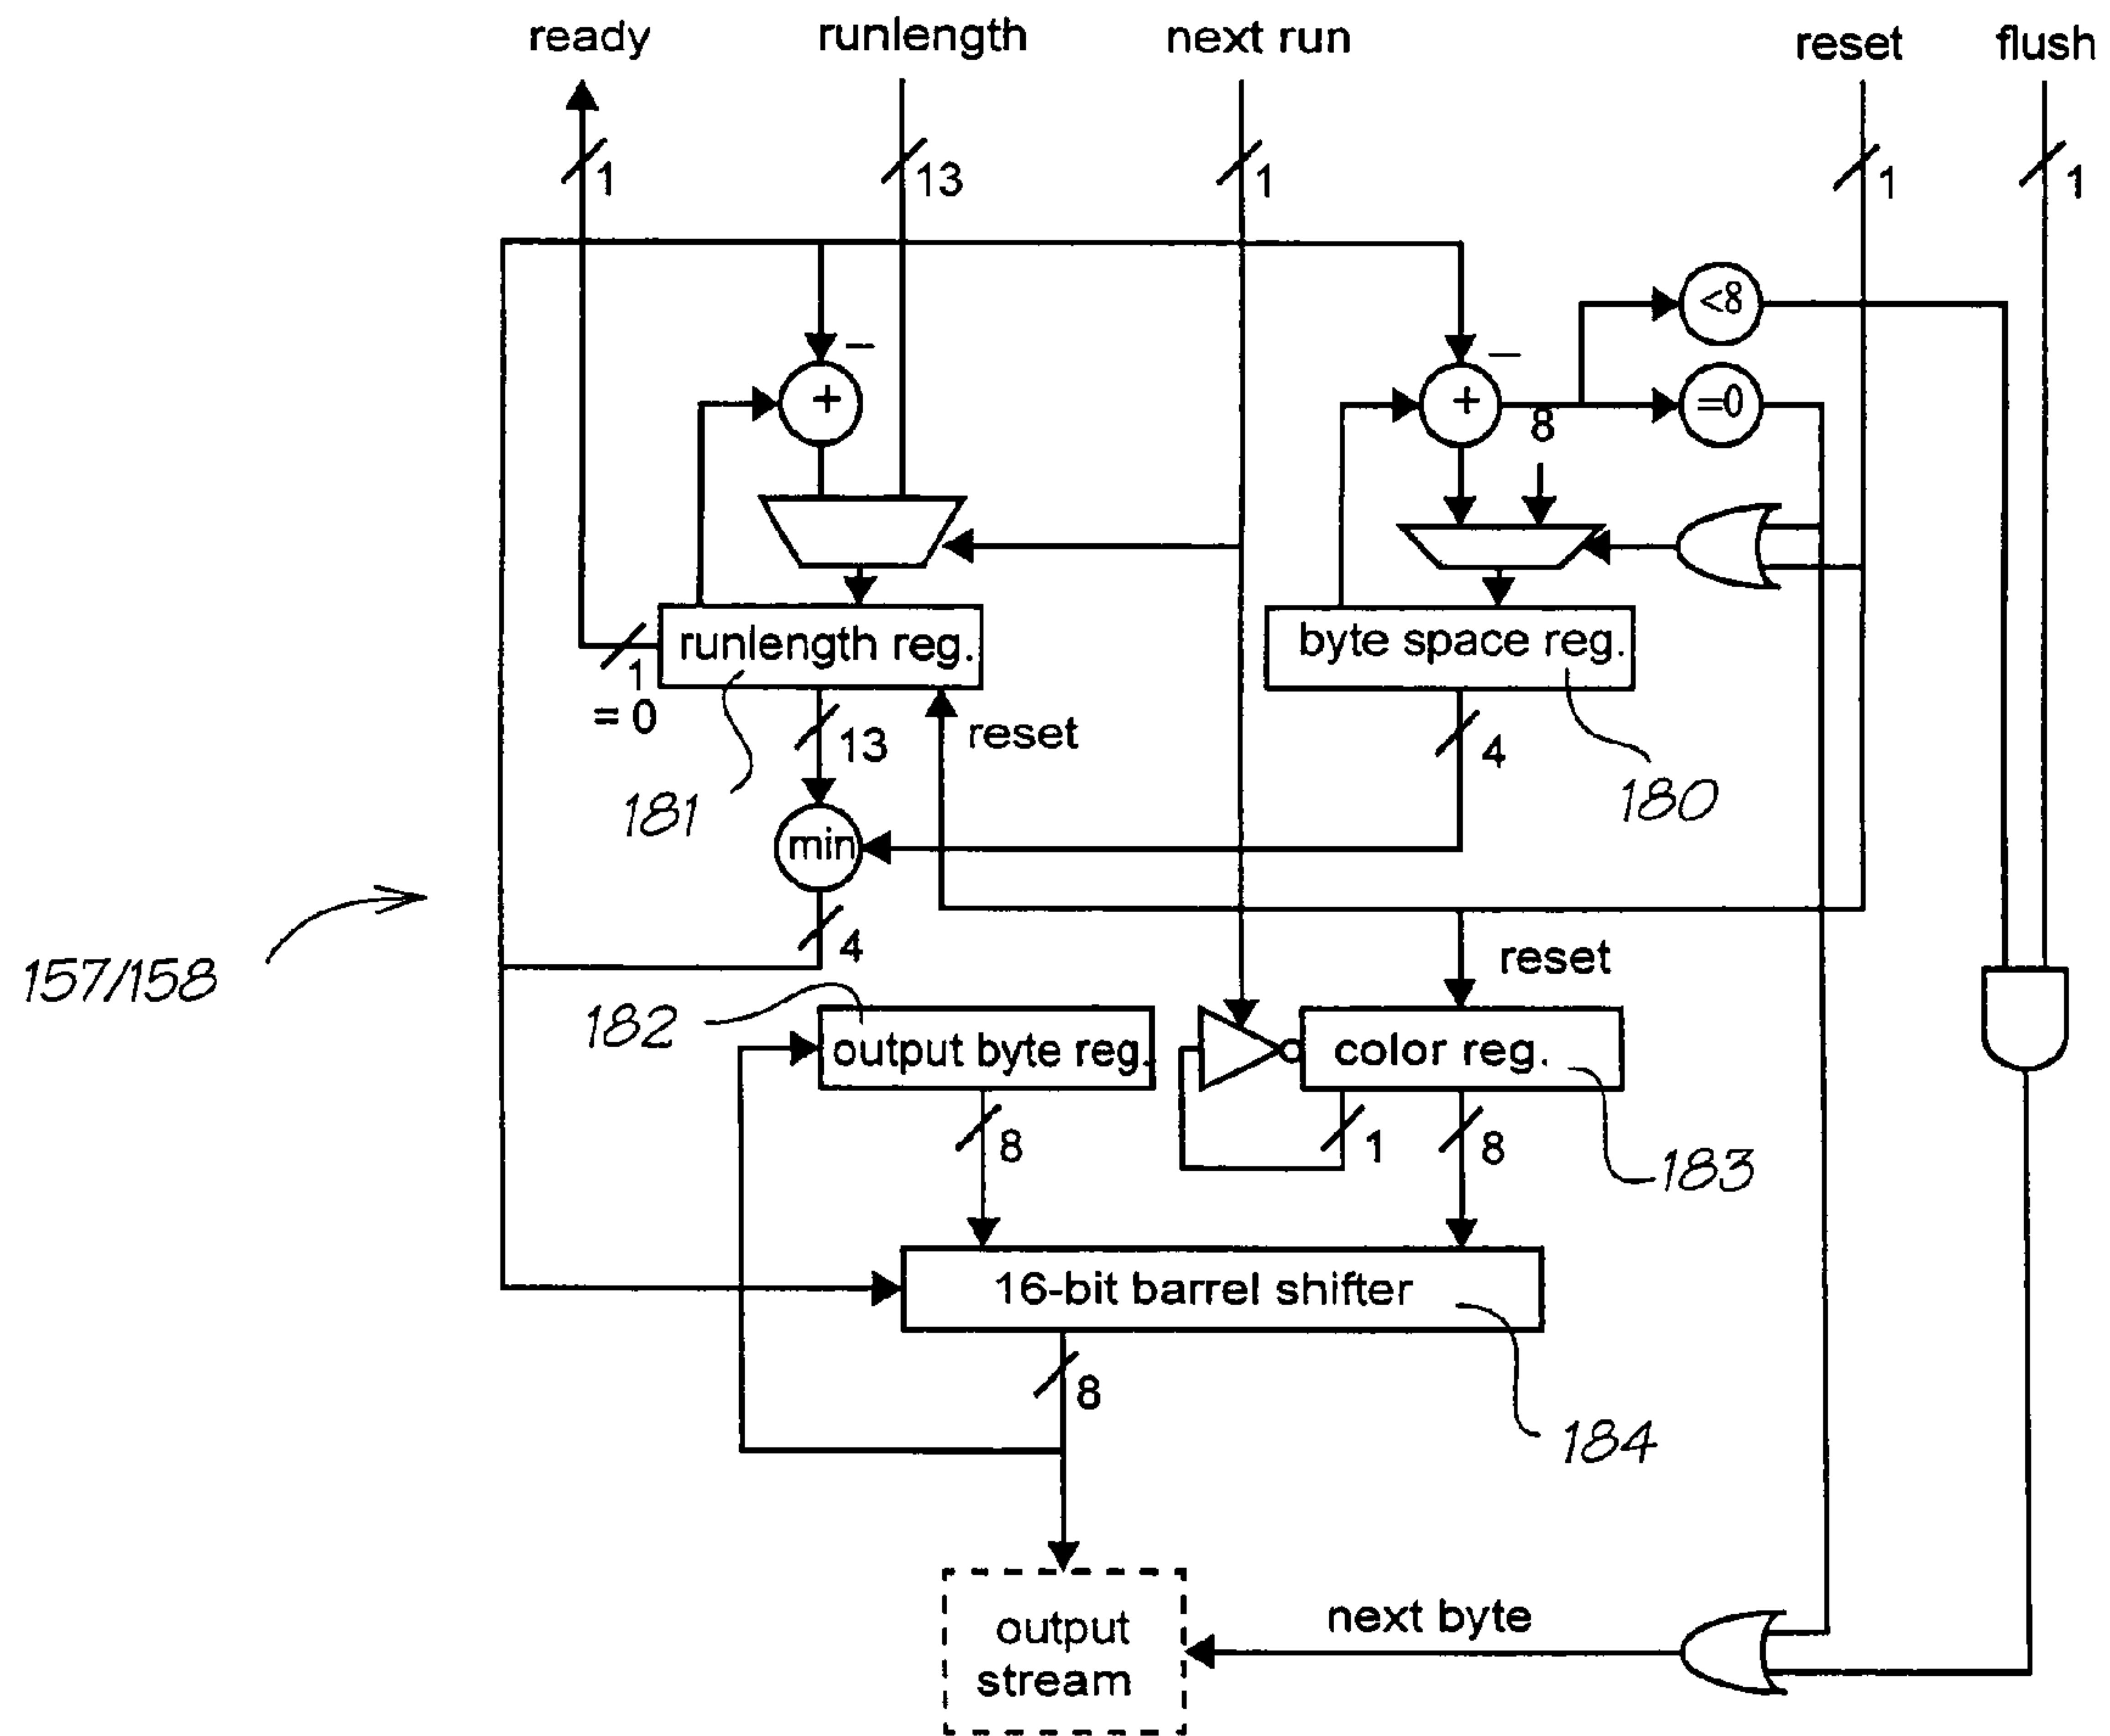 ready
runlength
next run
reset
flush
1
13
1
1
1
<8
–
–
+
+
=0
8
runlength reg.
byte space reg.
1
= 0
13
reset
4
181
180
min
4
reset
157/158
182
output byte reg.
color reg.
8
1
8
183
16-bit barrel shifter
8
184
next byte
output
stream